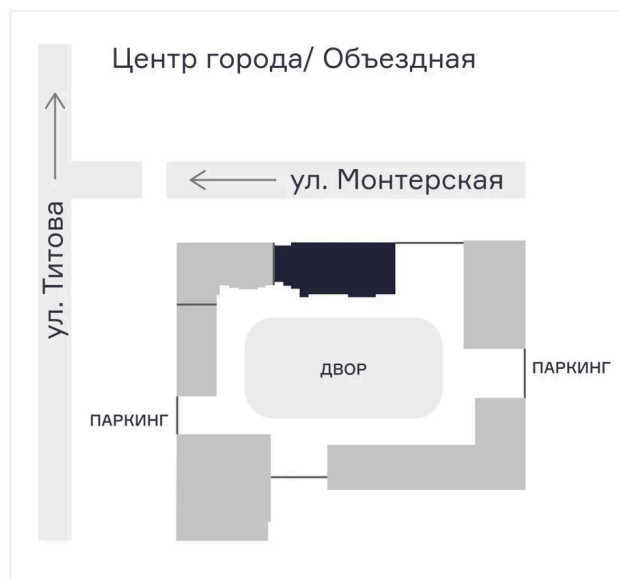 Центр города/ Объездная
ул. Монтерская
ул. Титова
ДВОР
ПАРКИНГ
ПАРКИНГ